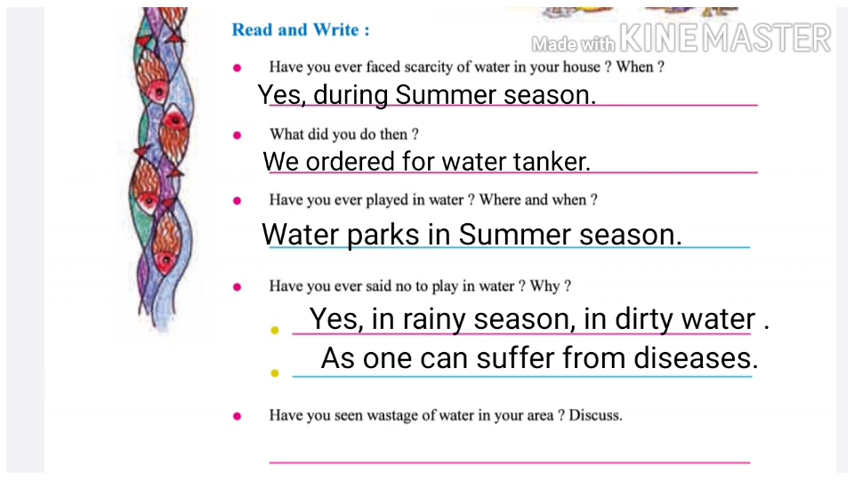 Read and Write :
Made with KINEMASTER
Have you ever faced scarcity of water in your house ? When ?
Yes, during Summer season.
What did you do then ?
We ordered for water tanker.
Have you ever played in water ? Where and when ?
Water parks in Summer season.
Have you ever said no to play in water ? Why ?
Yes, in rainy season, in dirty water .
As one can suffer from diseases.
Have you seen wastage of water in your area ? Discuss.